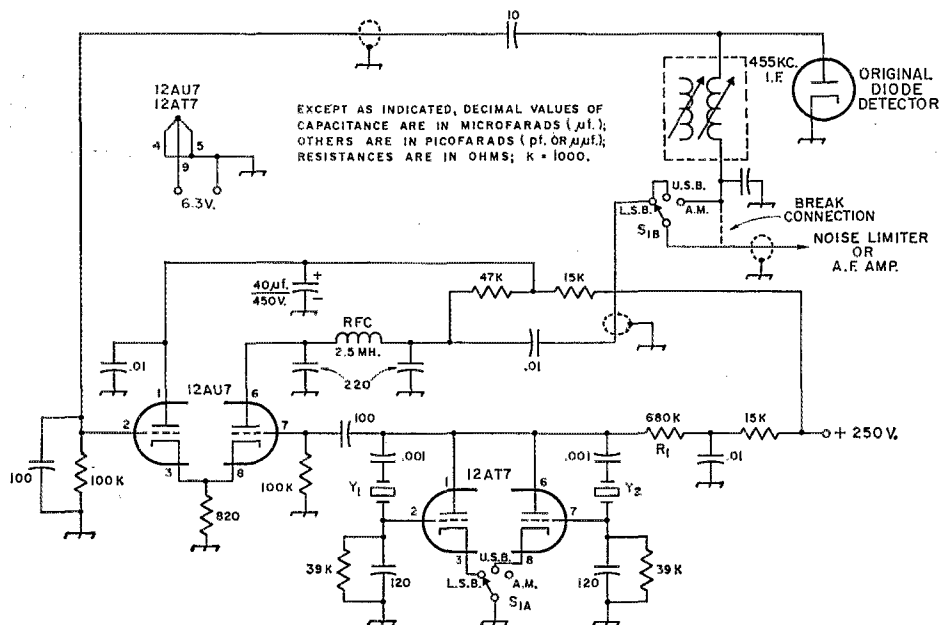 10
455KC.
I.F.
ORIGINAL
DIODE
DETECTOR
12AU7
12AT7
4
5
9
6.3V.
EXCEPT AS INDICATED, DECIMAL VALUES OF
CAPACITANCE ARE IN MICROFARADS (µf.);
OTHERS ARE IN PICOFARADS (pf. OR µµf.);
RESISTANCES ARE IN OHMS; K = 1000.
U.S.B.
L.S.B.
A.M.
S1B
BREAK
CONNECTION
NOISE LIMITER
OR
A.F. AMP.
40µf.
450V.
+
−
47K
15K
RFC
2.5 MH.
.01
220
.01
12AU7
1
6
2
7
3
8
100
100K
820
100K
100
680K
R1
15K
+ 250V.
.01
.001
.001
12AT7
Y1
Y2
1
6
2
7
3
8
U.S.B.
L.S.B.
A.M.
S1A
39K
120
120
39K